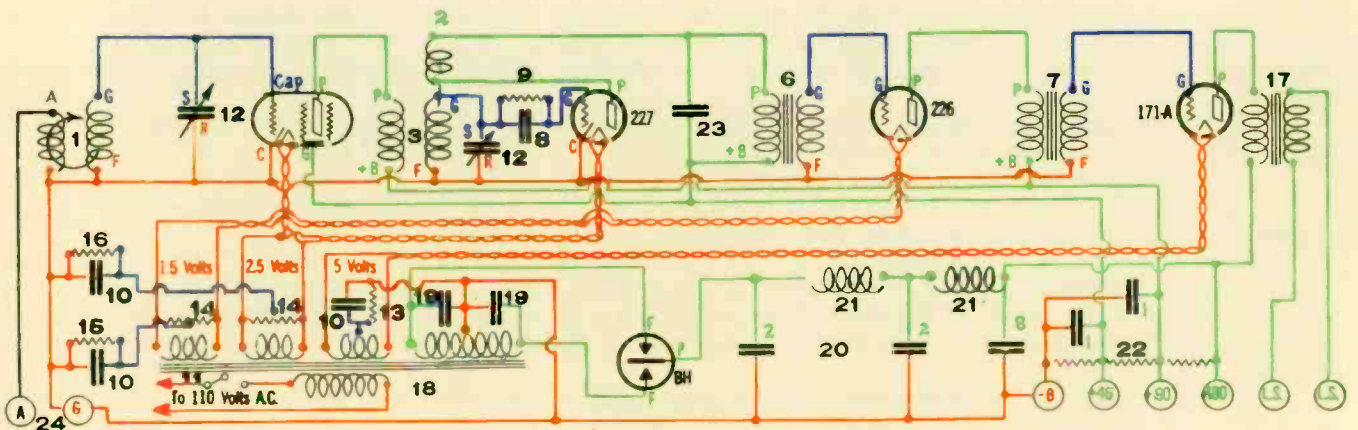 2
A
1
G
F
S
12
R
Cap
P
C
G
P
3
+B
G
F
9
S
12
R
8
G
P
227
23
6
P
G
+B
F
G
P
226
P
7
G
+B
F
G
P
171-A
17
16
10
1.5 Volts
2.5 Volts
5 Volts
14
14
10
13
19
19
15
10
18
To 110 Volts A.C.
F
P
BH
F
21
21
2
20
2
8
1
1
22
A
24
G
-B
+45
+90
+180
L.S.
L.S.